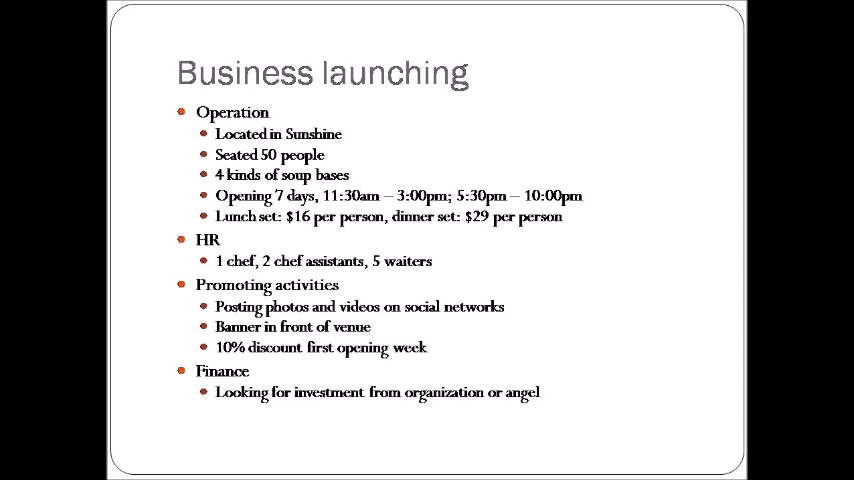 Business launching
Operation
Located in Sunshine
Seated 50 people
4 kinds of soup bases
Opening 7 days, 11:30am – 3:00pm; 5:30pm – 10:00pm
Lunch set: $16 per person, dinner set: $29 per person
HR
1 chef, 2 chef assistants, 5 waiters
Promoting activities
Posting photos and videos on social networks
Banner in front of venue
10% discount first opening week
Finance
Looking for investment from organization or angel